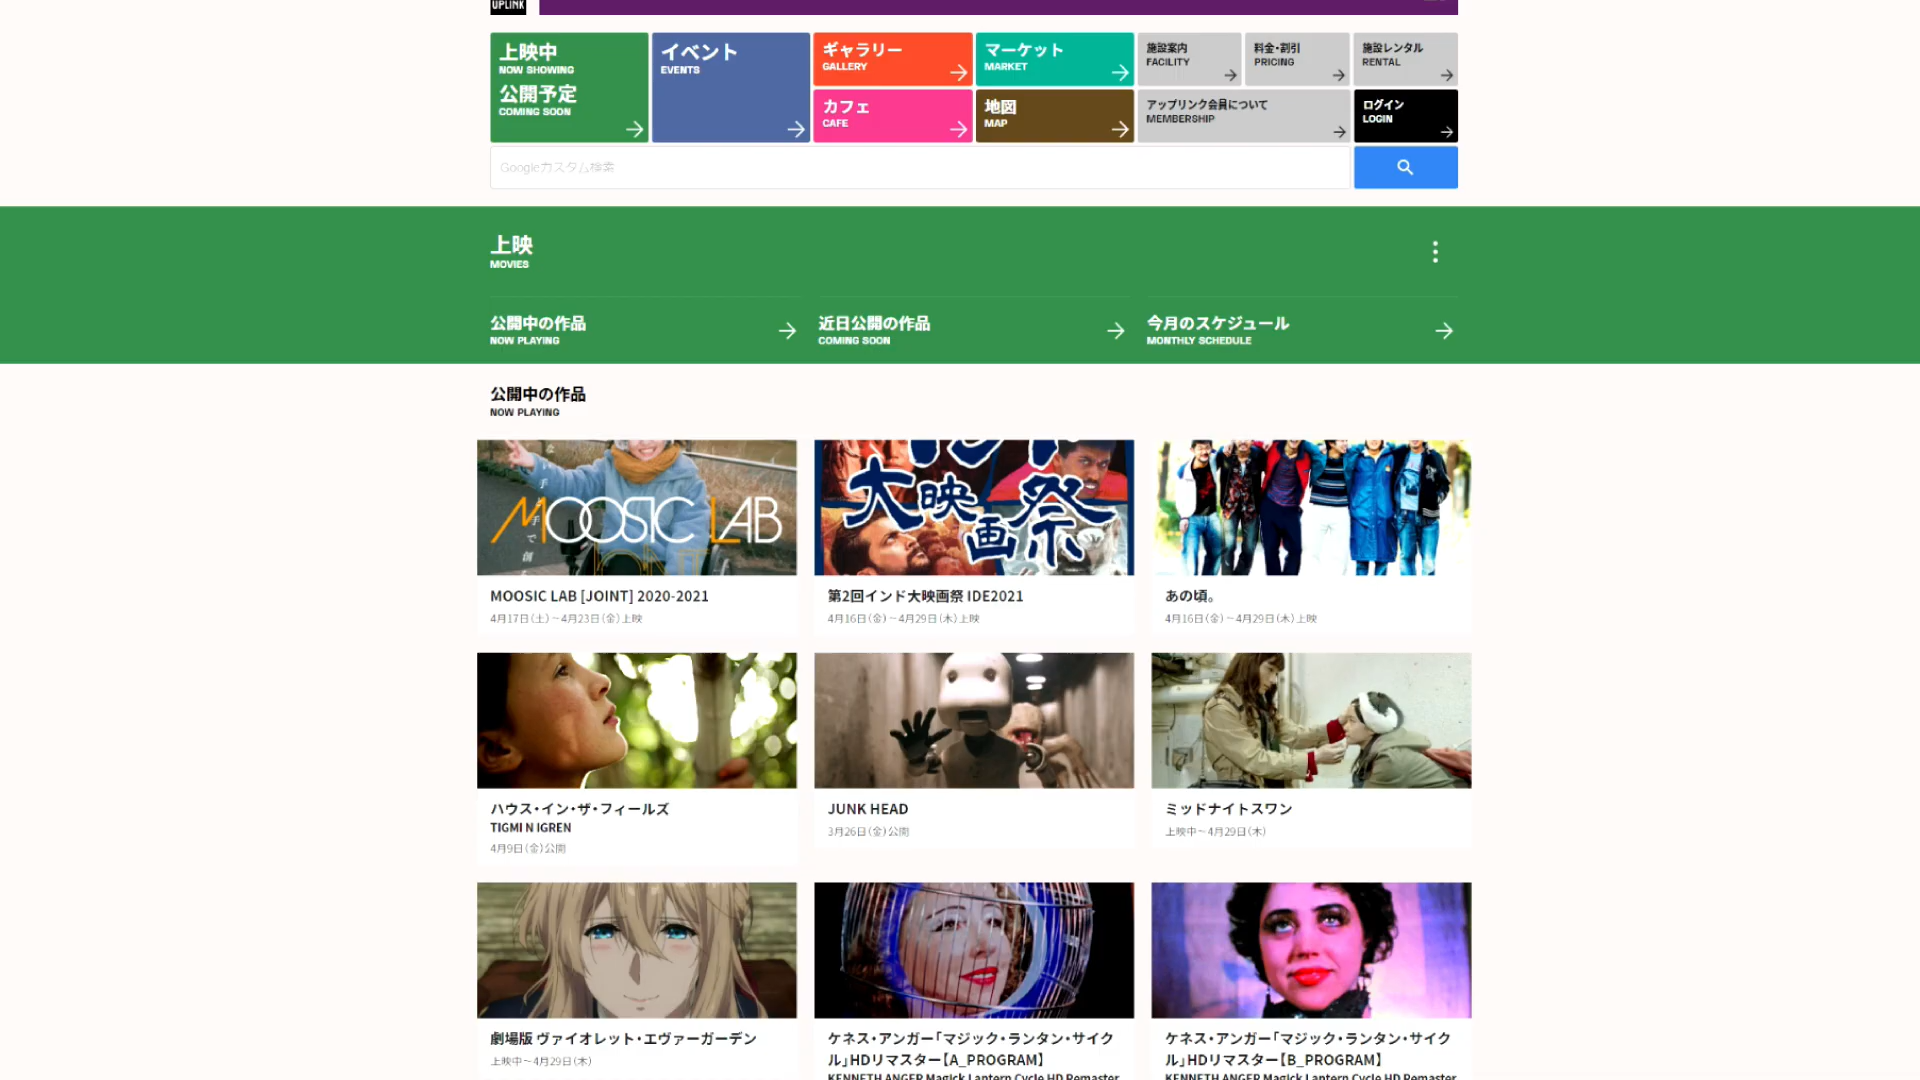 UPLINK
上映中
NOW SHOWING
公開予定
COMING SOON
イベント
EVENTS
ギャラリー
GALLERY
マーケット
MARKET
施設案内
FACILITY
料金・割引
PRICING
施設レンタル
RENTAL
カフェ
CAFE
地図
MAP
アップリンク会員について
MEMBERSHIP
ログイン
LOGIN
Googleカスタム検索
上映
MOVIES
公開中の作品
NOW PLAYING
近日公開の作品
COMING SOON
今月のスケジュール
MONTHLY SCHEDULE
公開中の作品
NOW PLAYING
MOOSIC LAB
大映画祭
MOOSIC LAB [JOINT] 2020-2021
4月17日(土)～4月23日(金)上映
第2回インド大映画祭 IDE2021
4月16日(金)～4月29日(木)上映
あの頃。
4月16日(金)～4月29日(木)上映
ハウス・イン・ザ・フィールズ
TIGMI N IGREN
4月9日(金)公開
JUNK HEAD
3月26日(金)公開
ミッドナイトスワン
上映中～4月29日(木)
劇場版 ヴァイオレット・エヴァーガーデン
上映中～4月29日(木)
ケネス・アンガー「マジック・ランタン・サイク
ル」HDリマスター【A_PROGRAM】
KENNETH ANGER Magick Lantern Cycle HD Remaster
ケネス・アンガー「マジック・ランタン・サイク
ル」HDリマスター【B_PROGRAM】
KENNETH ANGER Magick Lantern Cycle HD Remaster